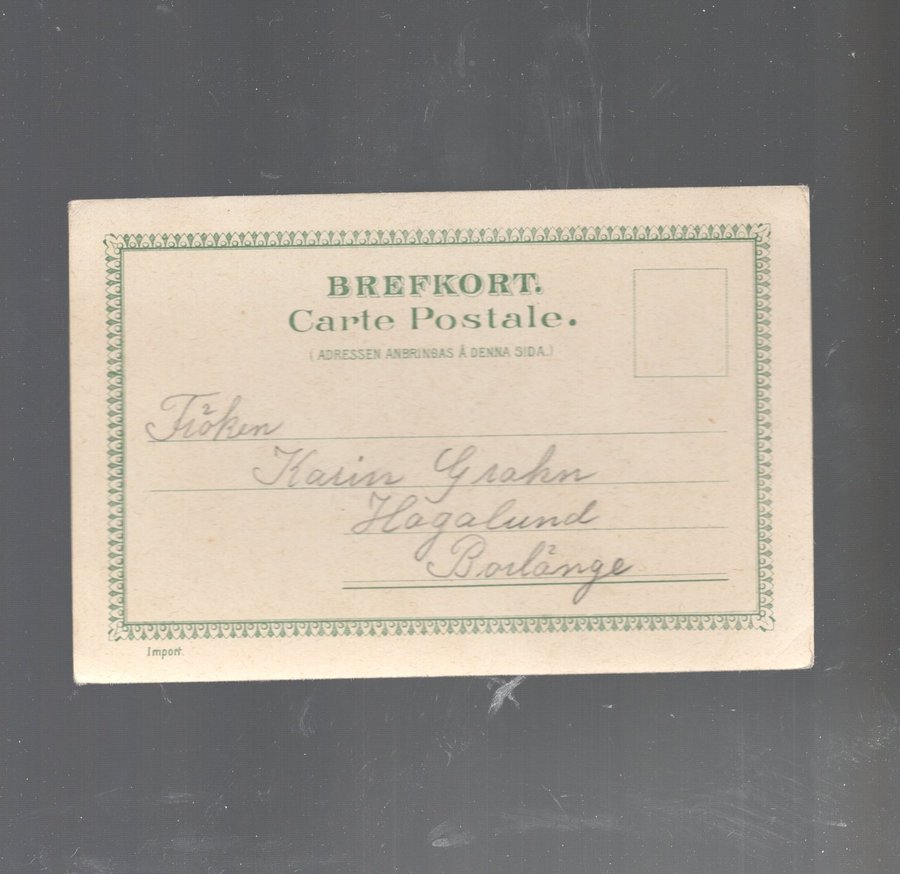 BREFKORT.
Carte Postale.
(ADRESSEN ANBRINGAS Å DENNA SIDA.)
Fröken
Karin Grahn
Hagalund
Borlänge
Import.